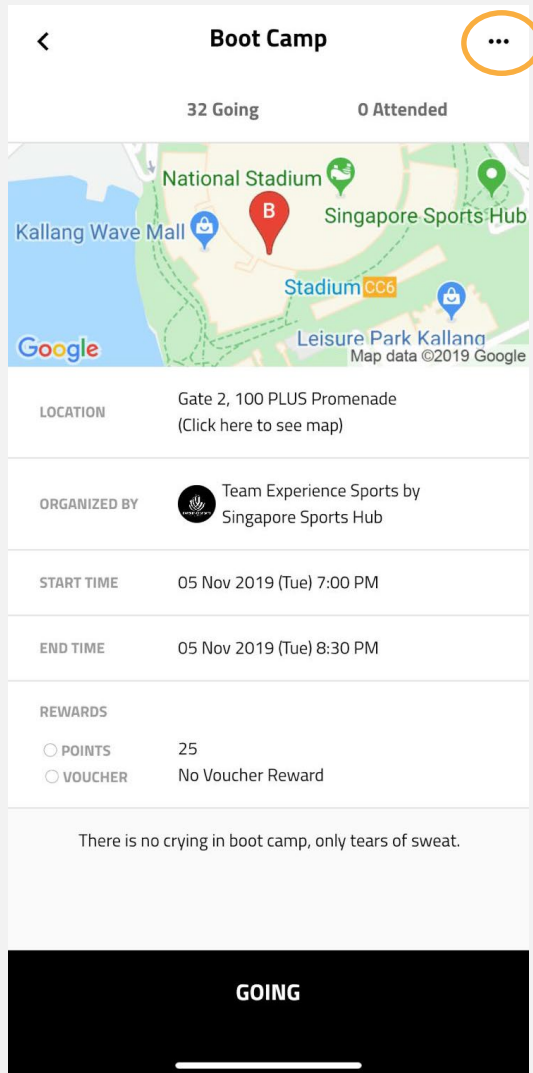 Boot Camp
32 Going
0 Attended
National Stadium
Singapore Sports Hub
B
Kallang Wave Mall
Stadium CC6
Leisure Park Kallang
Google
Map data ©2019 Google
LOCATION
Gate 2, 100 PLUS Promenade
(Click here to see map)
ORGANIZED BY
Team Experience Sports by
Singapore Sports Hub
START TIME
05 Nov 2019 (Tue) 7:00 PM
END TIME
05 Nov 2019 (Tue) 8:30 PM
REWARDS
POINTS
25
VOUCHER
No Voucher Reward
There is no crying in boot camp, only tears of sweat.
GOING